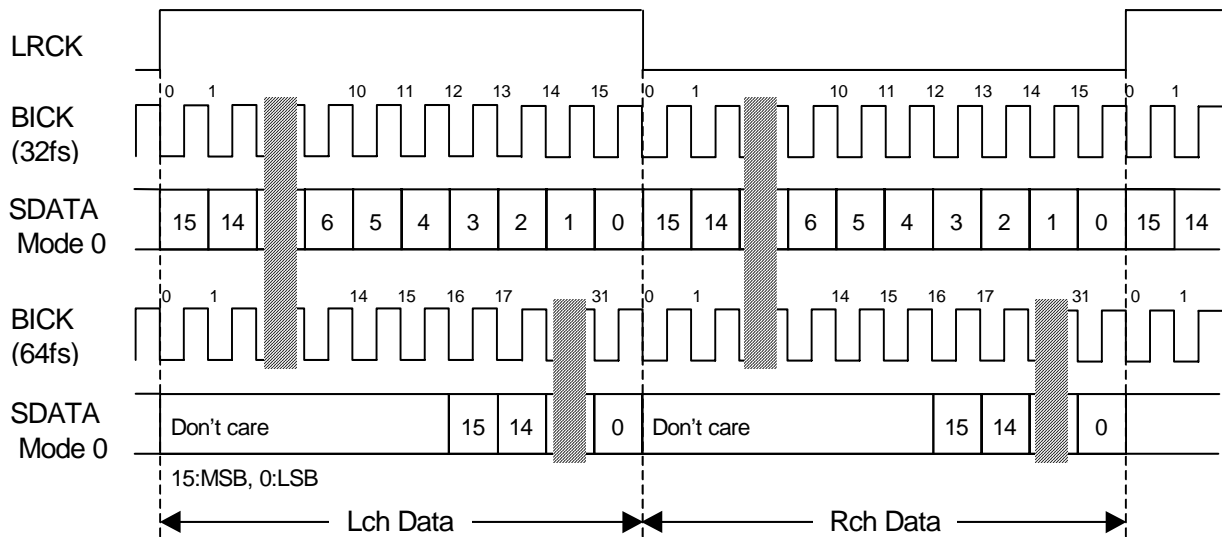 LRCK
0 1 10 11 12 13 14 15 0 1 10 11 12 13 14 15 0 1
BICK
(32fs)
SDATA
Mode 0
15 14 6 5 4 3 2 1 0 15 14 6 5 4 3 2 1 0 15 14
0 1 14 15 16 17 31 0 1 14 15 16 17 31 0 1
BICK
(64fs)
SDATA
Mode 0
Don't care 15 14 0 Don't care 15 14 0
15:MSB, 0:LSB
Lch Data Rch Data